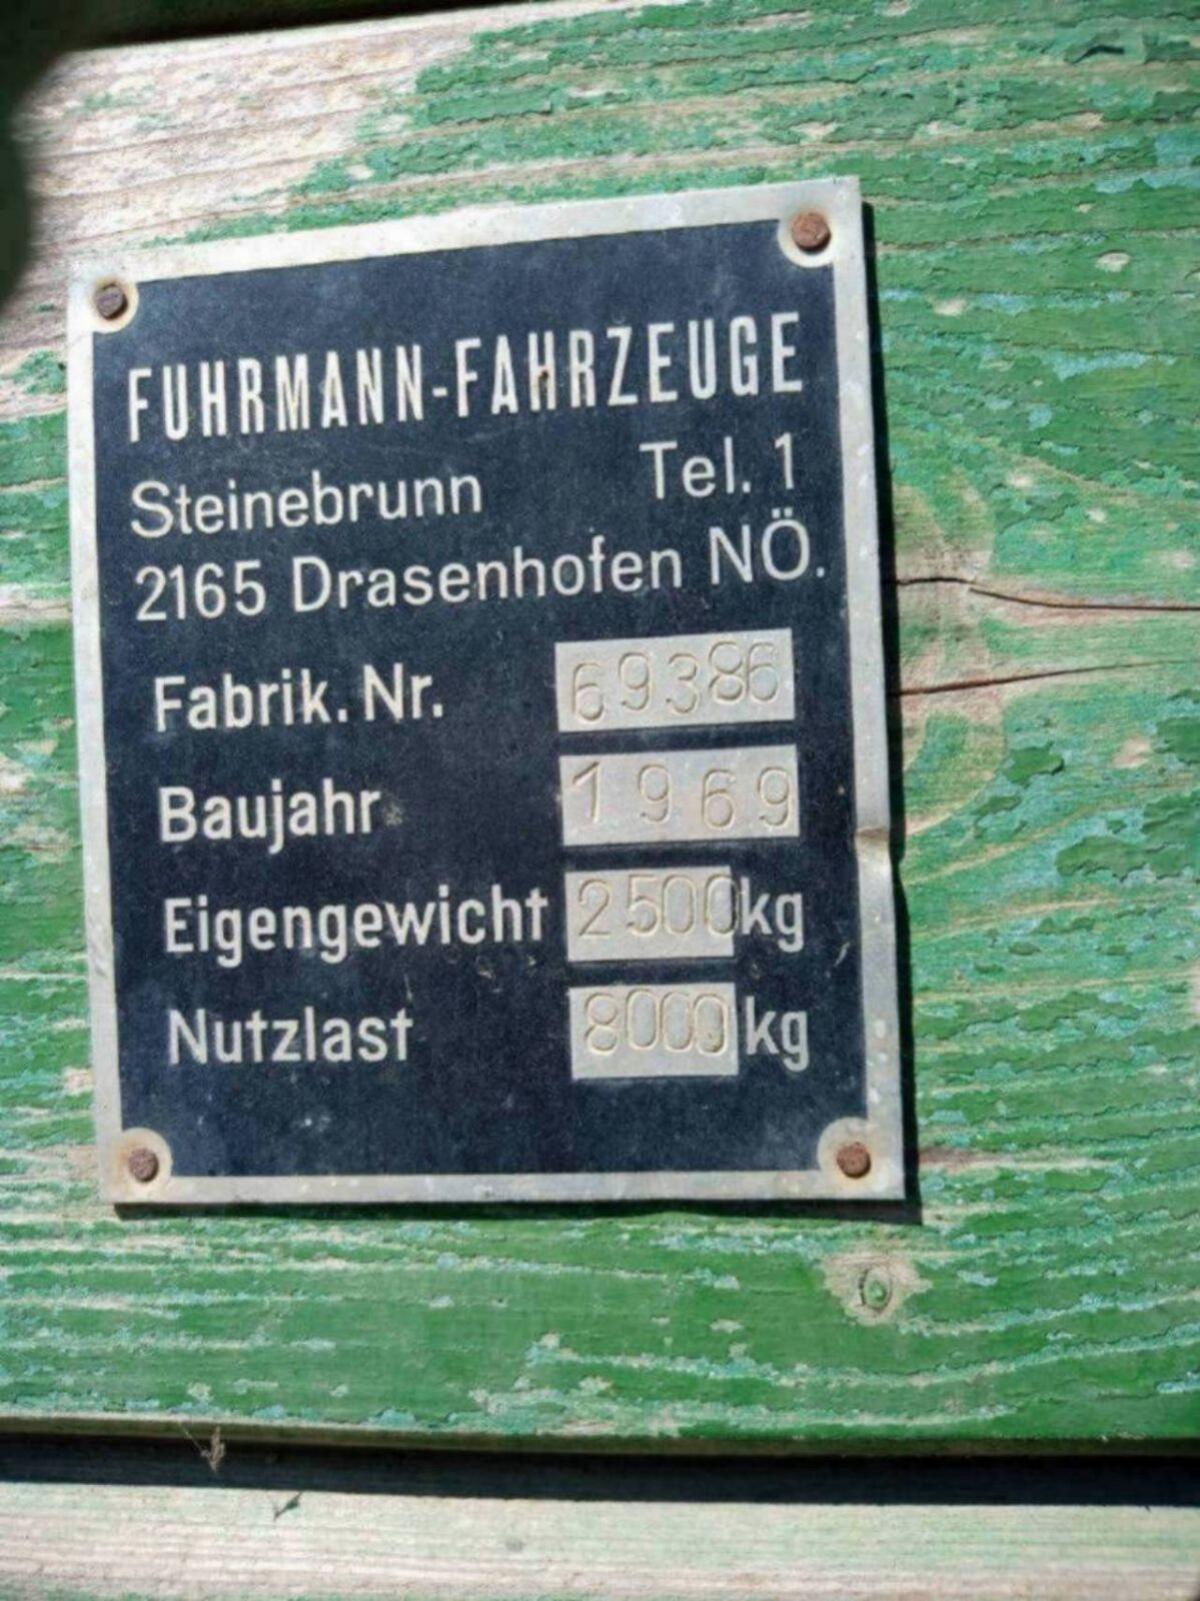 FUHRMANN-FAHRZEUGE
Steinebrunn Tel. 1
2165 Drasenhofen NÖ.
Fabrik. Nr. 69386
Baujahr 1969
Eigengewicht 2500 kg
Nutzlast 8000 kg